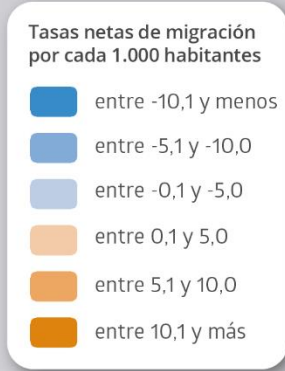 Tasas netas de migración
por cada 1.000 habitantes
entre -10,1 y menos
entre -5,1 y -10,0
entre -0,1 y -5,0
entre 0,1 y 5,0
entre 5,1 y 10,0
entre 10,1 y más